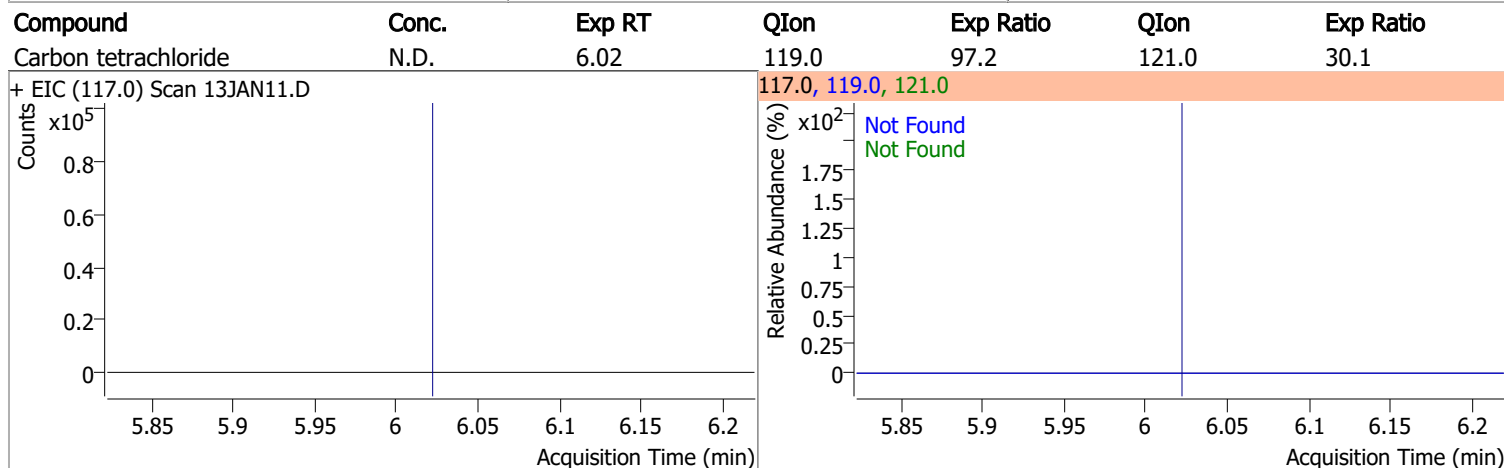 Compound Conc. Exp RT QIon Exp Ratio QIon Exp Ratio
Carbon tetrachloride N.D. 6.02 119.0 97.2 121.0 30.1
+ EIC (117.0) Scan 13JAN11.D
Counts
x10⁵
0.8
0.6
0.4
0.2
0
5.85 5.9 5.95 6 6.05 6.1 6.15 6.2
Acquisition Time (min)
117.0, 119.0, 121.0
Relative Abundance (%)
x10²
Not Found
Not Found
1.75
1.5
1.25
1
0.75
0.5
0.25
0
5.85 5.9 5.95 6 6.05 6.1 6.15 6.2
Acquisition Time (min)